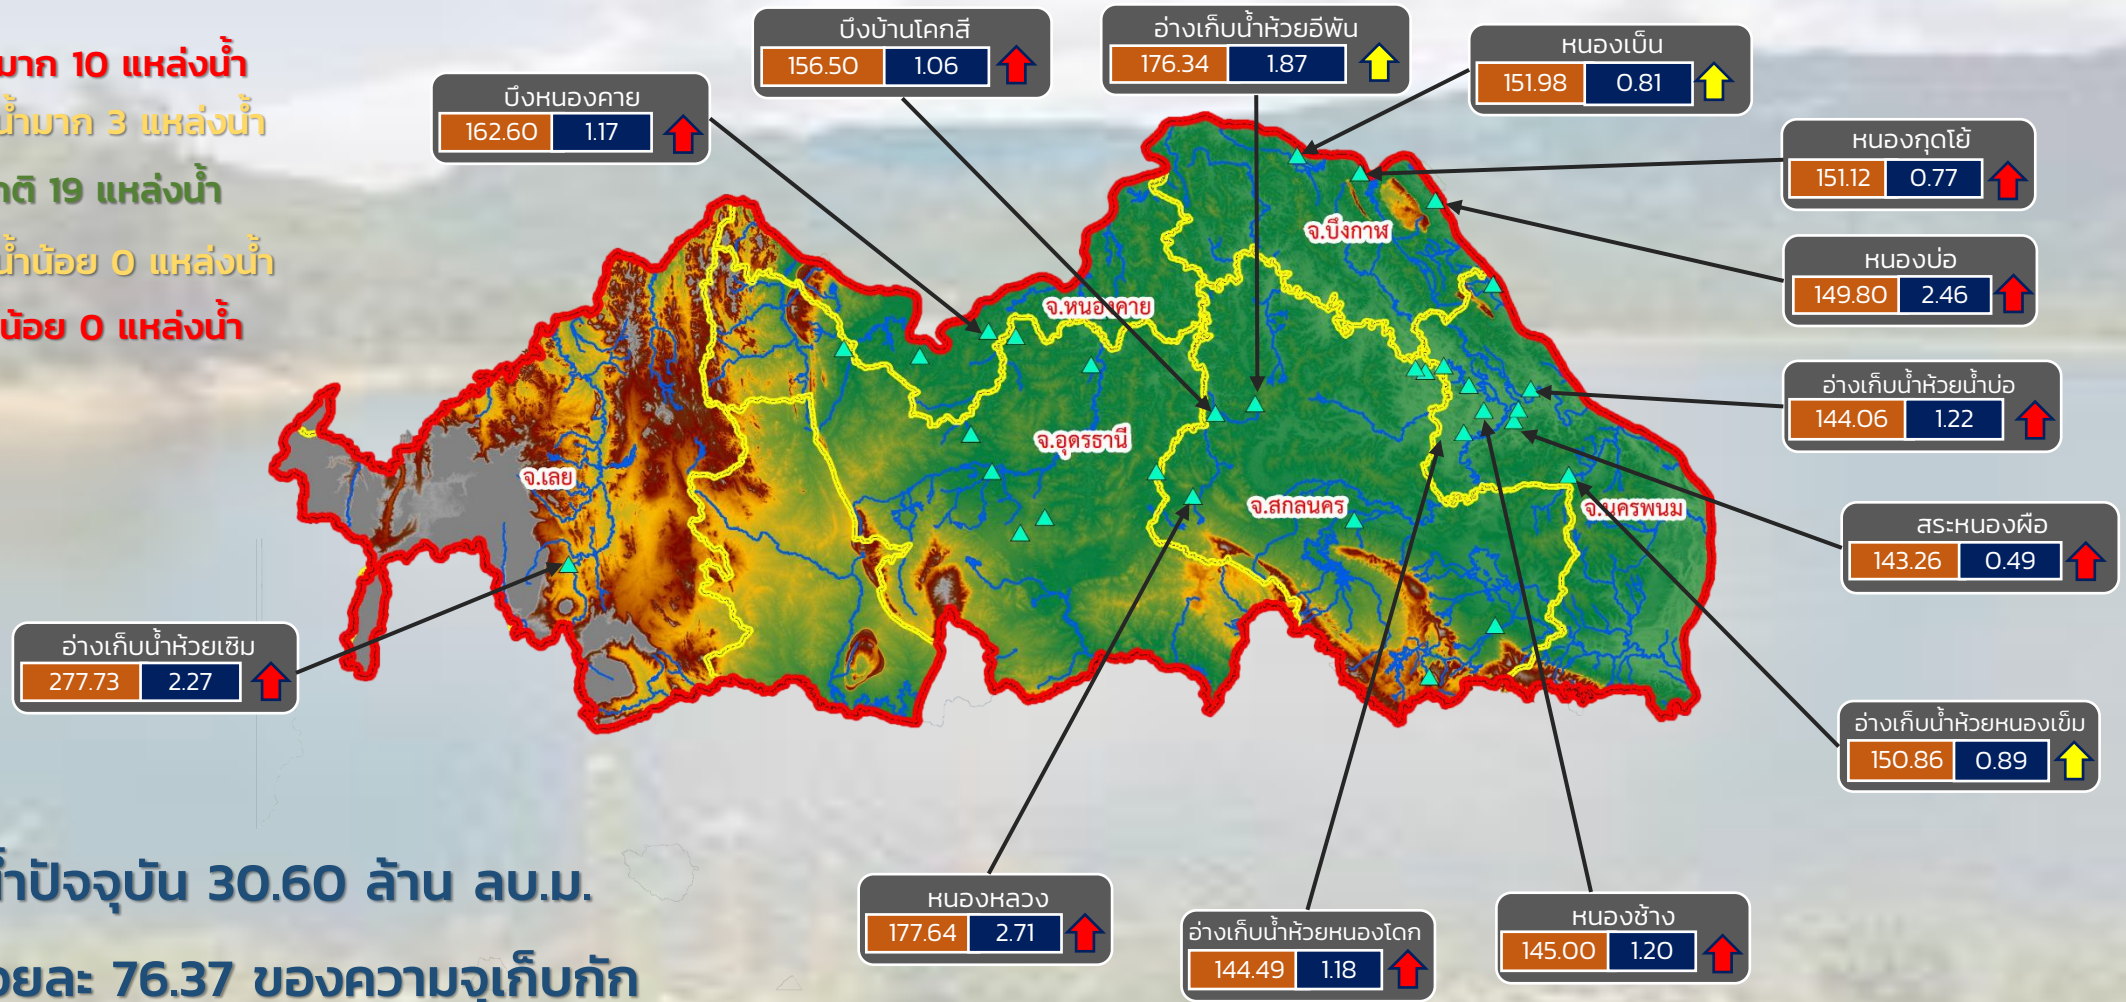 มาก 10 แหล่งน้ำ
น้ำมาก 3 แหล่งน้ำ
19 แหล่งน้ำ
น้ำน้อย 0 แหล่งน้ำ
น้อย 0 แหล่งน้ำ
บึงหนองคาย
162.60 1.17
บึงบ้านโคกสี
156.50 1.06
อ่างเก็บน้ำห้วยอีพัน
176.34 1.87
หนองเบ็น
151.98 0.81
หนองกุดโย้
151.12 0.77
หนองบ่อ
149.80 2.46
อ่างเก็บน้ำห้วยน้ำบ่อ
144.06 1.22
สระหนองผือ
143.26 0.49
อ่างเก็บน้ำห้วยหนองเข็ม
150.86 0.89
จ.บึงกาฬ
จ.หนองคาย
จ.อุดรธานี
จ.เลย
จ.สกลนคร
จ.นครพนม
อ่างเก็บน้ำห้วยเซิม
277.73 2.27
หนองหลวง
177.64 2.71
อ่างเก็บน้ำห้วยหนองโดก
144.49 1.18
หนองช้าง
145.00 1.20
ปัจจุบัน 30.60 ล้าน ลบ.ม.
76.37 ของความจุเก็บกัก